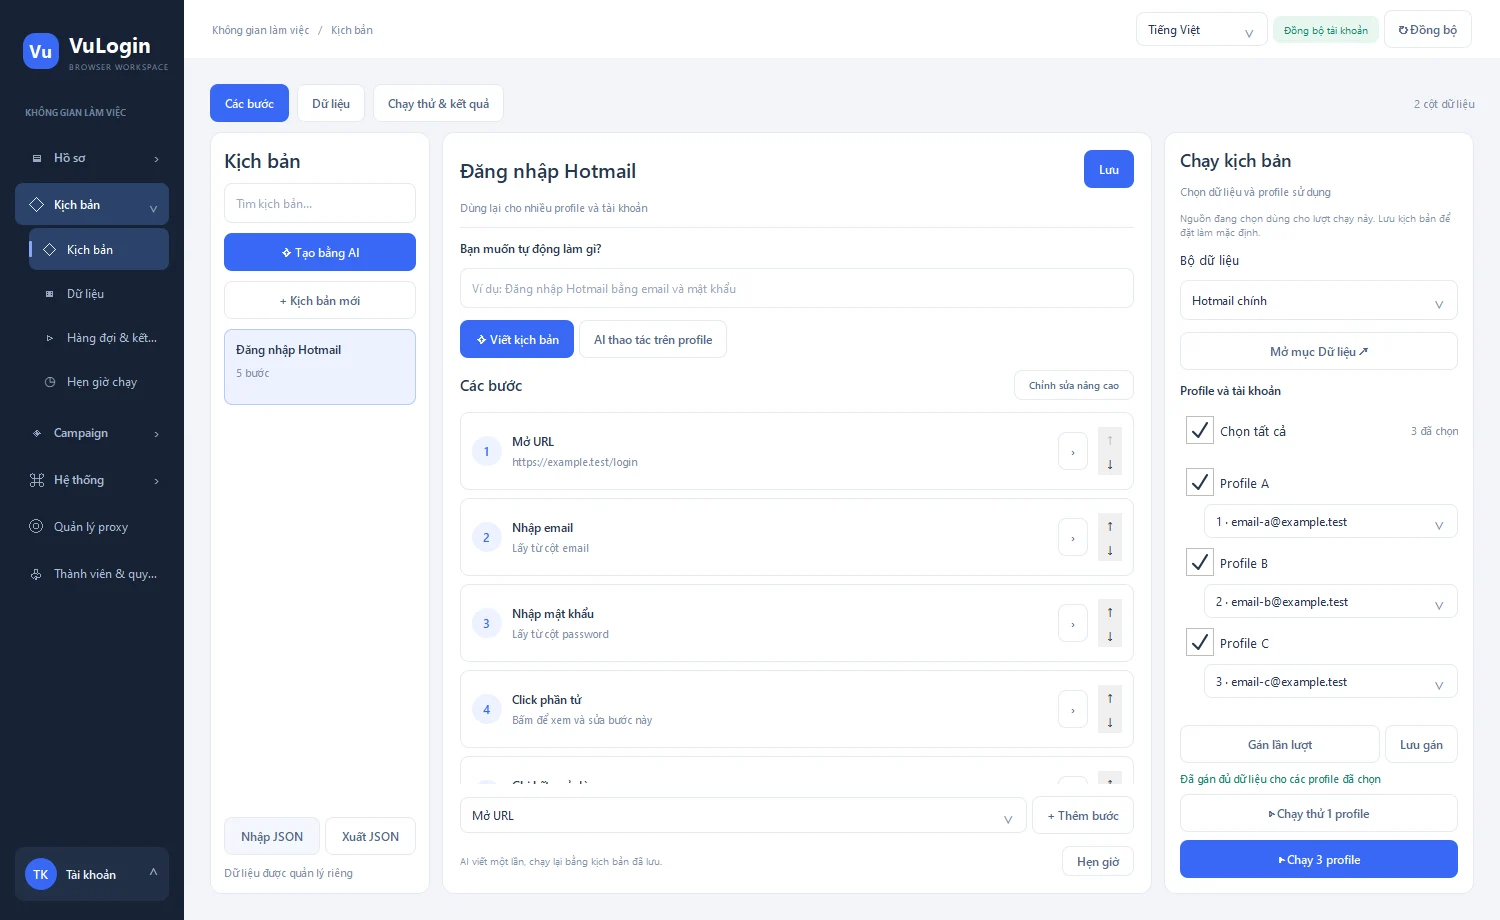 Vu
VuLogin
BROWSER WORKSPACE
KHÔNG GIAN LÀM VIỆC
Hồ sơ
Kịch bản
Kịch bản
Dữ liệu
Hàng đợi & kết...
Hẹn giờ chạy
Campaign
Hệ thống
Quản lý proxy
Thành viên & quy...
TK
Tài khoản
Không gian làm việc / Kịch bản
Tiếng Việt
Đồng bộ tài khoản
↻ Đồng bộ
Các bước
Dữ liệu
Chạy thử & kết quả
2 cột dữ liệu
Kịch bản
Tìm kịch bản...
Tạo bằng AI
+ Kịch bản mới
Đăng nhập Hotmail
5 bước
Nhập JSON
Xuất JSON
Dữ liệu được quản lý riêng
Đăng nhập Hotmail
Lưu
Dùng lại cho nhiều profile và tài khoản
Bạn muốn tự động làm gì?
Ví dụ: Đăng nhập Hotmail bằng email và mật khẩu
Viết kịch bản
AI thao tác trên profile
Các bước
Chỉnh sửa nâng cao
1
Mở URL
https://example.test/login
2
Nhập email
Lấy từ cột email
3
Nhập mật khẩu
Lấy từ cột password
4
Click phần tử
Bấm để xem và sửa bước này
Mở URL
+ Thêm bước
AI viết một lần, chạy lại bằng kịch bản đã lưu.
Hẹn giờ
Chạy kịch bản
Chọn dữ liệu và profile sử dụng
Nguồn đang chọn dùng cho lượt chạy này. Lưu kịch bản để
đặt làm mặc định.
Bộ dữ liệu
Hotmail chính
Mở mục Dữ liệu ↗
Profile và tài khoản
Chọn tất cả
3 đã chọn
Profile A
1 · email-a@example.test
Profile B
2 · email-b@example.test
Profile C
3 · email-c@example.test
Gán lần lượt
Lưu gán
Đã gán đủ dữ liệu cho các profile đã chọn
Chạy thử 1 profile
Chạy 3 profile